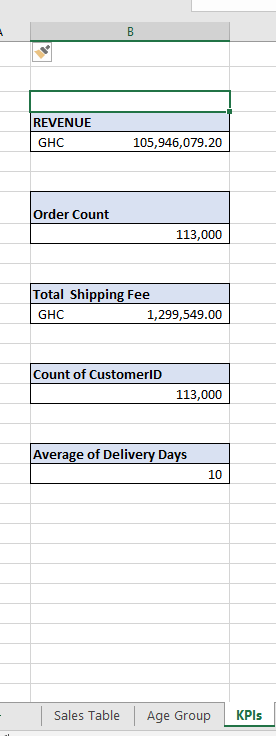 B
REVENUE
GHC 105,946,079.20
Order Count
113,000
Total Shipping Fee
GHC 1,299,549.00
Count of CustomerID
113,000
Average of Delivery Days
10
Sales Table Age Group KPIs